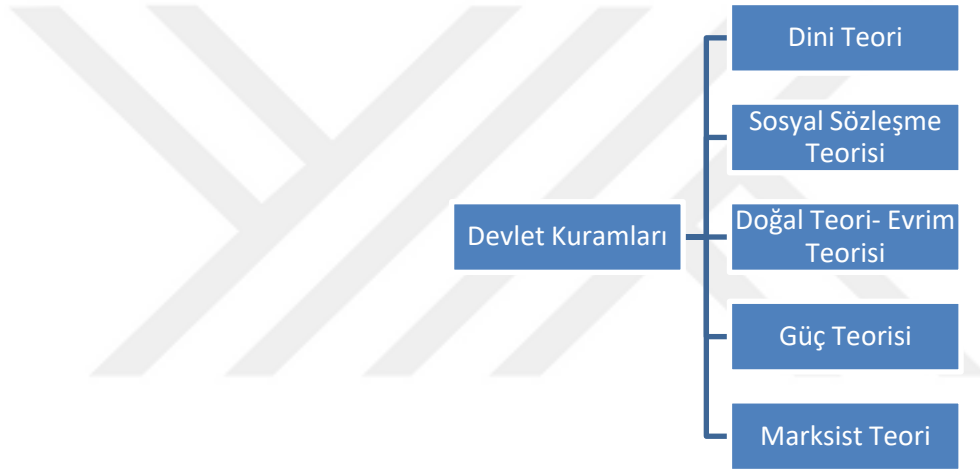 Dini Teori
Sosyal Sözleşme
Teorisi
Devlet Kuramları
Doğal Teori- Evrim
Teorisi
Güç Teorisi
Marksist Teori